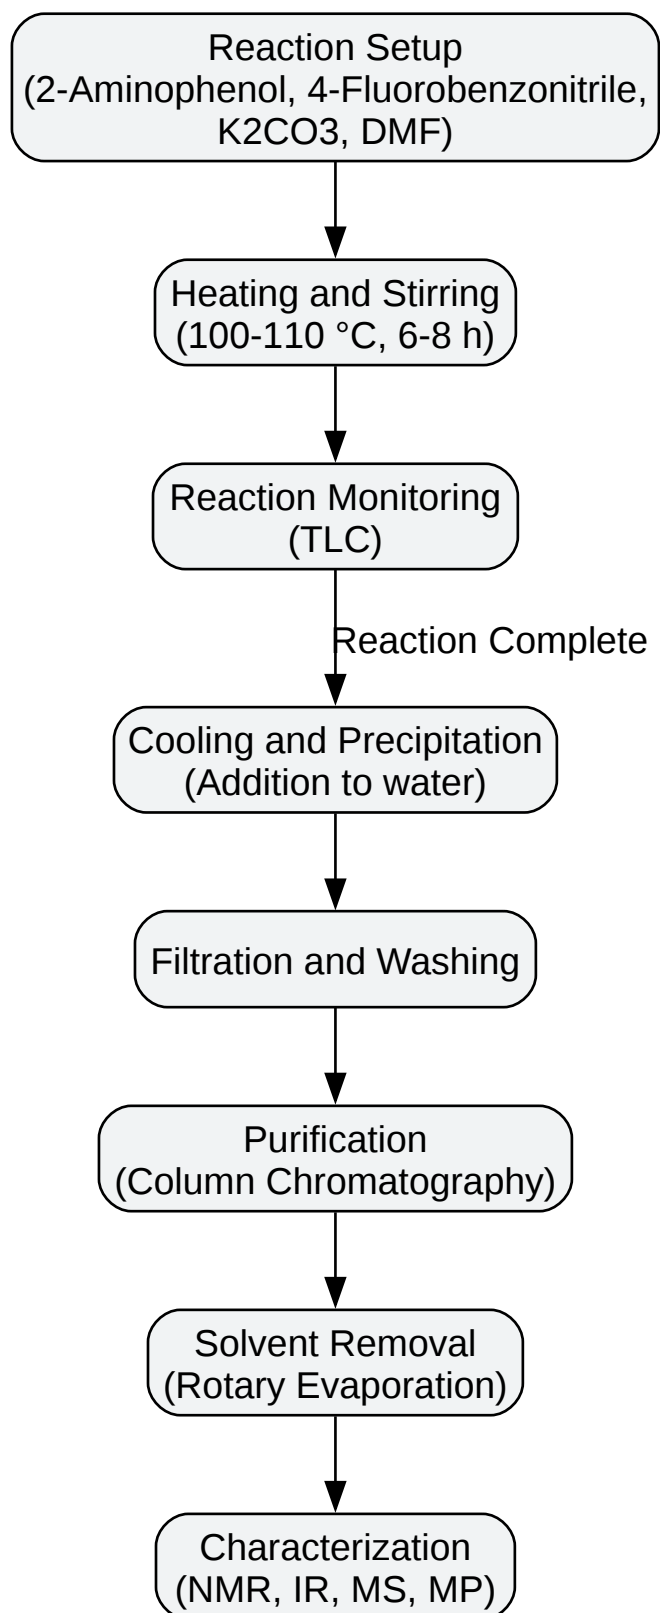 Reaction Setup
(2-Aminophenol, 4-Fluorobenzonitrile,
K2CO3, DMF)
Heating and Stirring
(100-110 °C, 6-8 h)
Reaction Monitoring
(TLC)
Reaction Complete
Cooling and Precipitation
(Addition to water)
Filtration and Washing
Purification
(Column Chromatography)
Solvent Removal
(Rotary Evaporation)
Characterization
(NMR, IR, MS, MP)